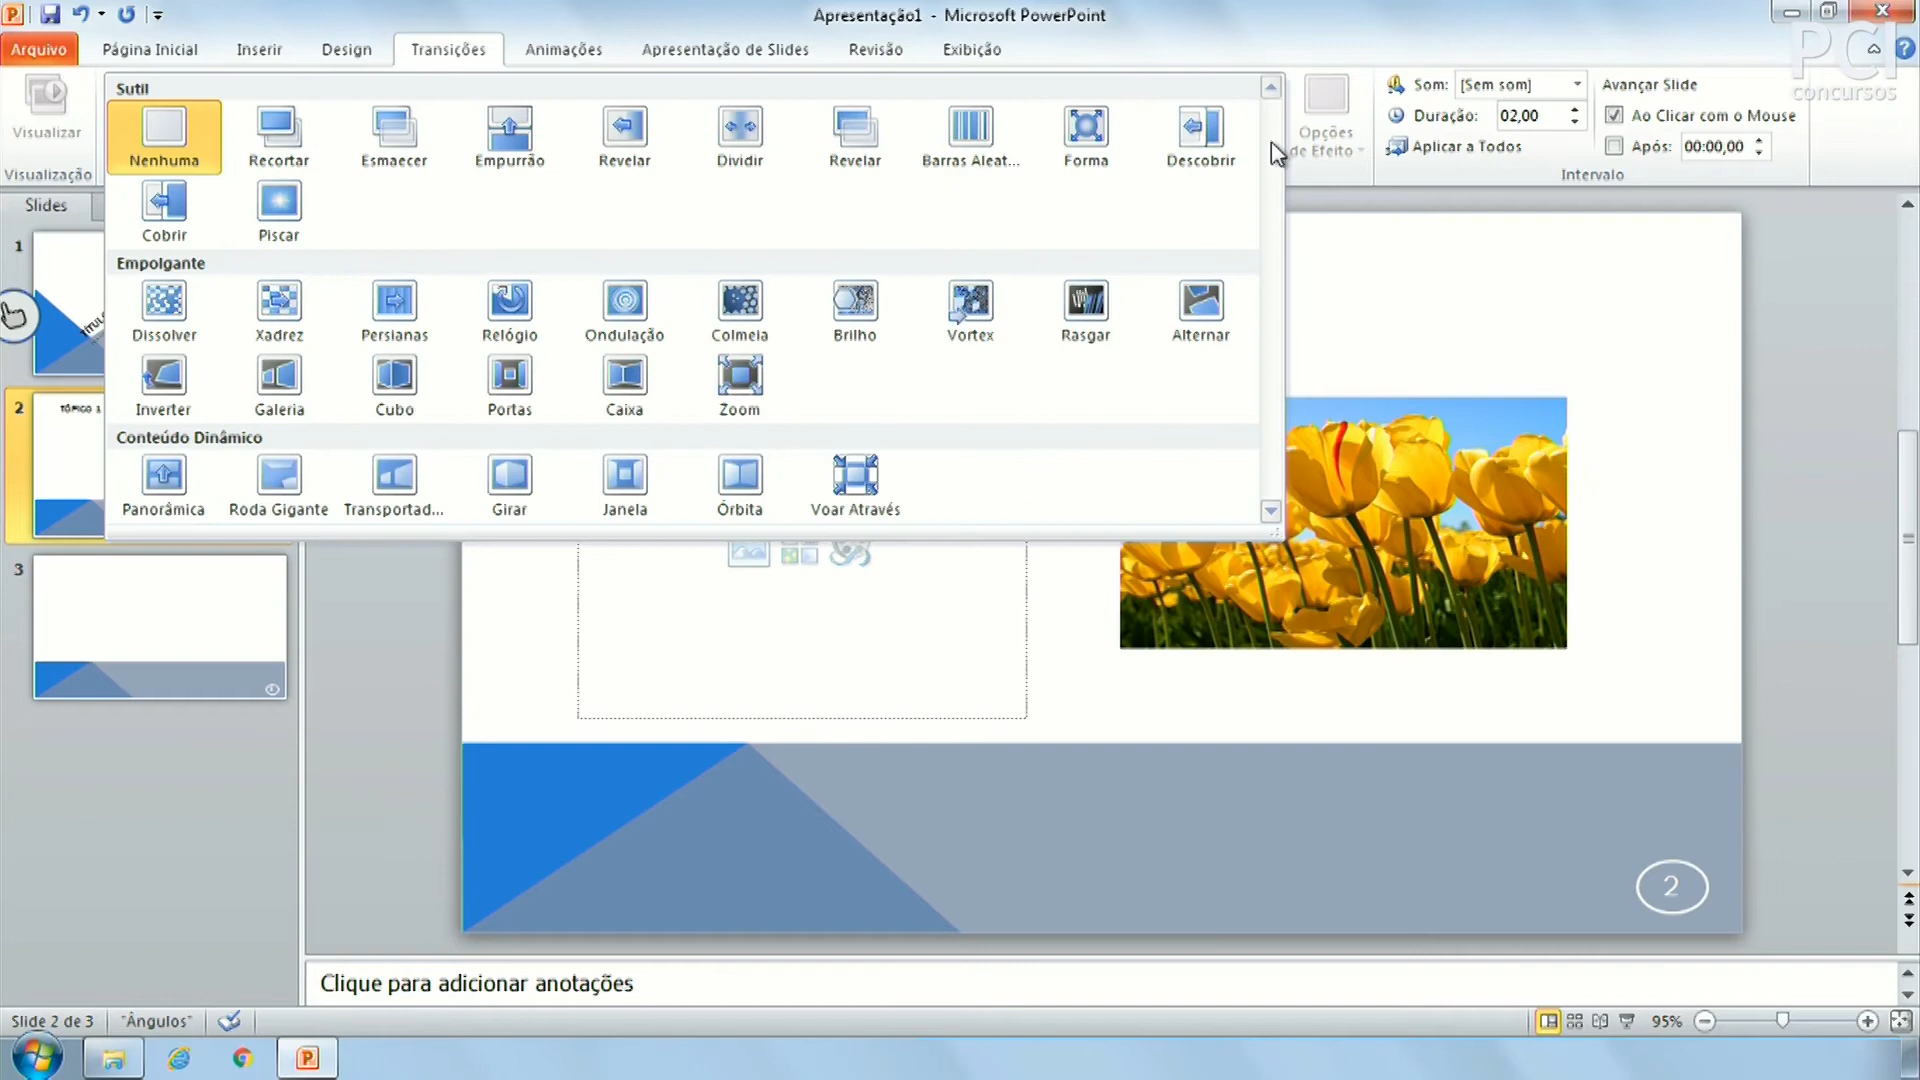 Apresentação1 - Microsoft PowerPoint
Arquivo Página Inicial Inserir Design Transições Animações Apresentação de Slides Revisão Exibição
PCI
concursos
Visualizar
Visualização
Sutil
Nenhuma Recortar Esmaecer Empurrão Revelar Dividir Revelar Barras Aleat... Forma Descobrir
Cobrir Piscar
Empolgante
Dissolver Xadrez Persianas Relógio Ondulação Colmeia Brilho Vortex Rasgar Alternar
Inverter Galeria Cubo Portas Caixa Zoom
Conteúdo Dinâmico
Panorâmica Roda Gigante Transportad... Girar Janela Órbita Voar Através
Opções
de Efeito
Som: [Sem som]
Duração: 02,00
Aplicar a Todos
Avançar Slide
Ao Clicar com o Mouse
Após: 00:00,00
Intervalo
Slides
1
2
TÓPICO 1
3
2
Clique para adicionar anotações
Slide 2 de 3 "Ângulos" 95%